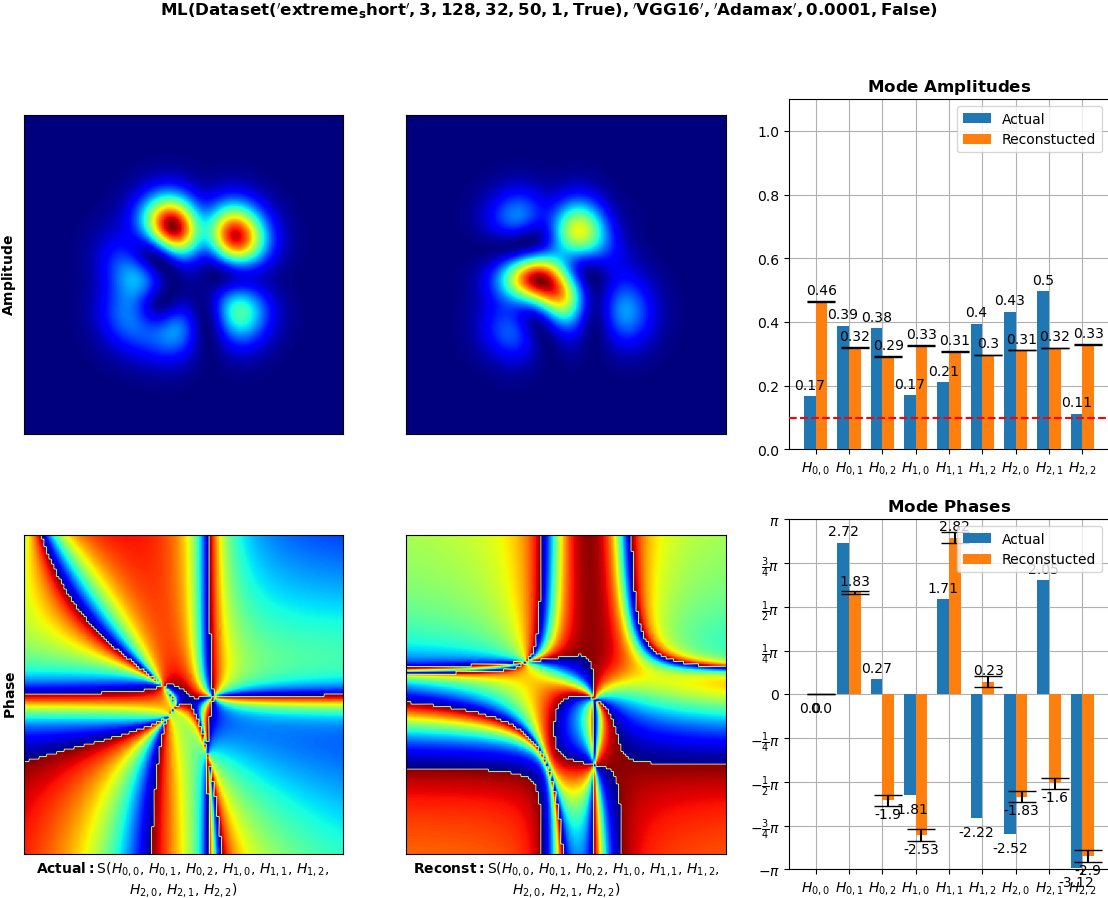 ML(Dataset('extreme_short', 3, 128, 32, 50, 1, True), 'VGG16', 'Adamax', 0.0001, False)
Mode Amplitudes
Amplitude
1.0
0.8
0.6
0.4
0.2
0.0
Actual
Reconstucted
0.17
0.46
0.39
0.32
0.38
0.29
0.17
0.33
0.21
0.31
0.4
0.3
0.43
0.31
0.5
0.32
0.11
0.33
H0,0 H0,1 H0,2 H1,0 H1,1 H1,2 H2,0 H2,1 H2,2
Mode Phases
Phase
π
3/4π
1/2π
1/4π
0
−1/4π
−1/2π
−3/4π
−π
Actual
Reconstucted
0.0
0.0
2.72
1.83
0.27
-1.9
-1.81
-2.53
1.71
2.82
-2.22
0.23
-2.52
-1.83
2.05
-1.6
-3.12
-2.9
H0,0 H0,1 H0,2 H1,0 H1,1 H1,2 H2,0 H2,1 H2,2
Actual: S(H0,0, H0,1, H0,2, H1,0, H1,1, H1,2,
H2,0, H2,1, H2,2)
Reconst: S(H0,0, H0,1, H0,2, H1,0, H1,1, H1,2,
H2,0, H2,1, H2,2)